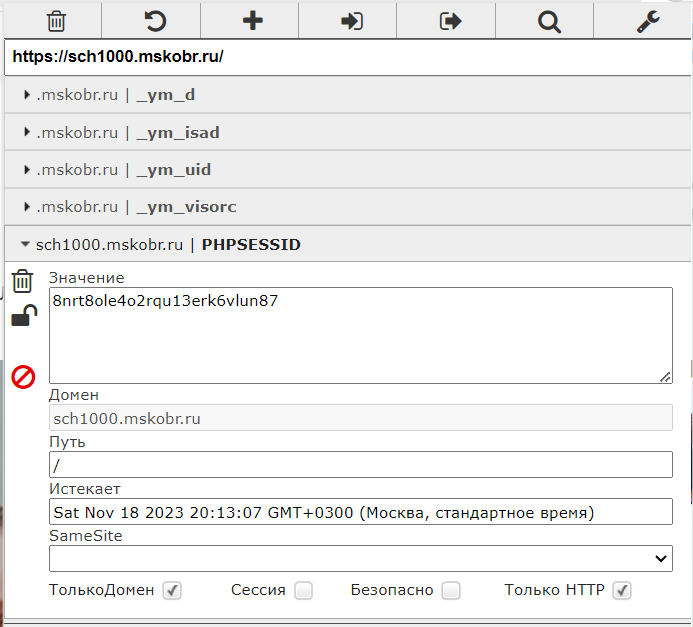 https://sch1000.mskobr.ru/
.mskobr.ru | _ym_d
.mskobr.ru | _ym_isad
.mskobr.ru | _ym_uid
.mskobr.ru | _ym_visorc
sch1000.mskobr.ru | PHPSESSID
Значение
8nrt8ole4o2rqu13erk6vlun87
Домен
sch1000.mskobr.ru
Путь
/
Истекает
Sat Nov 18 2023 20:13:07 GMT+0300 (Москва, стандартное время)
SameSite
ТолькоДомен Сессия Безопасно Только HTTP